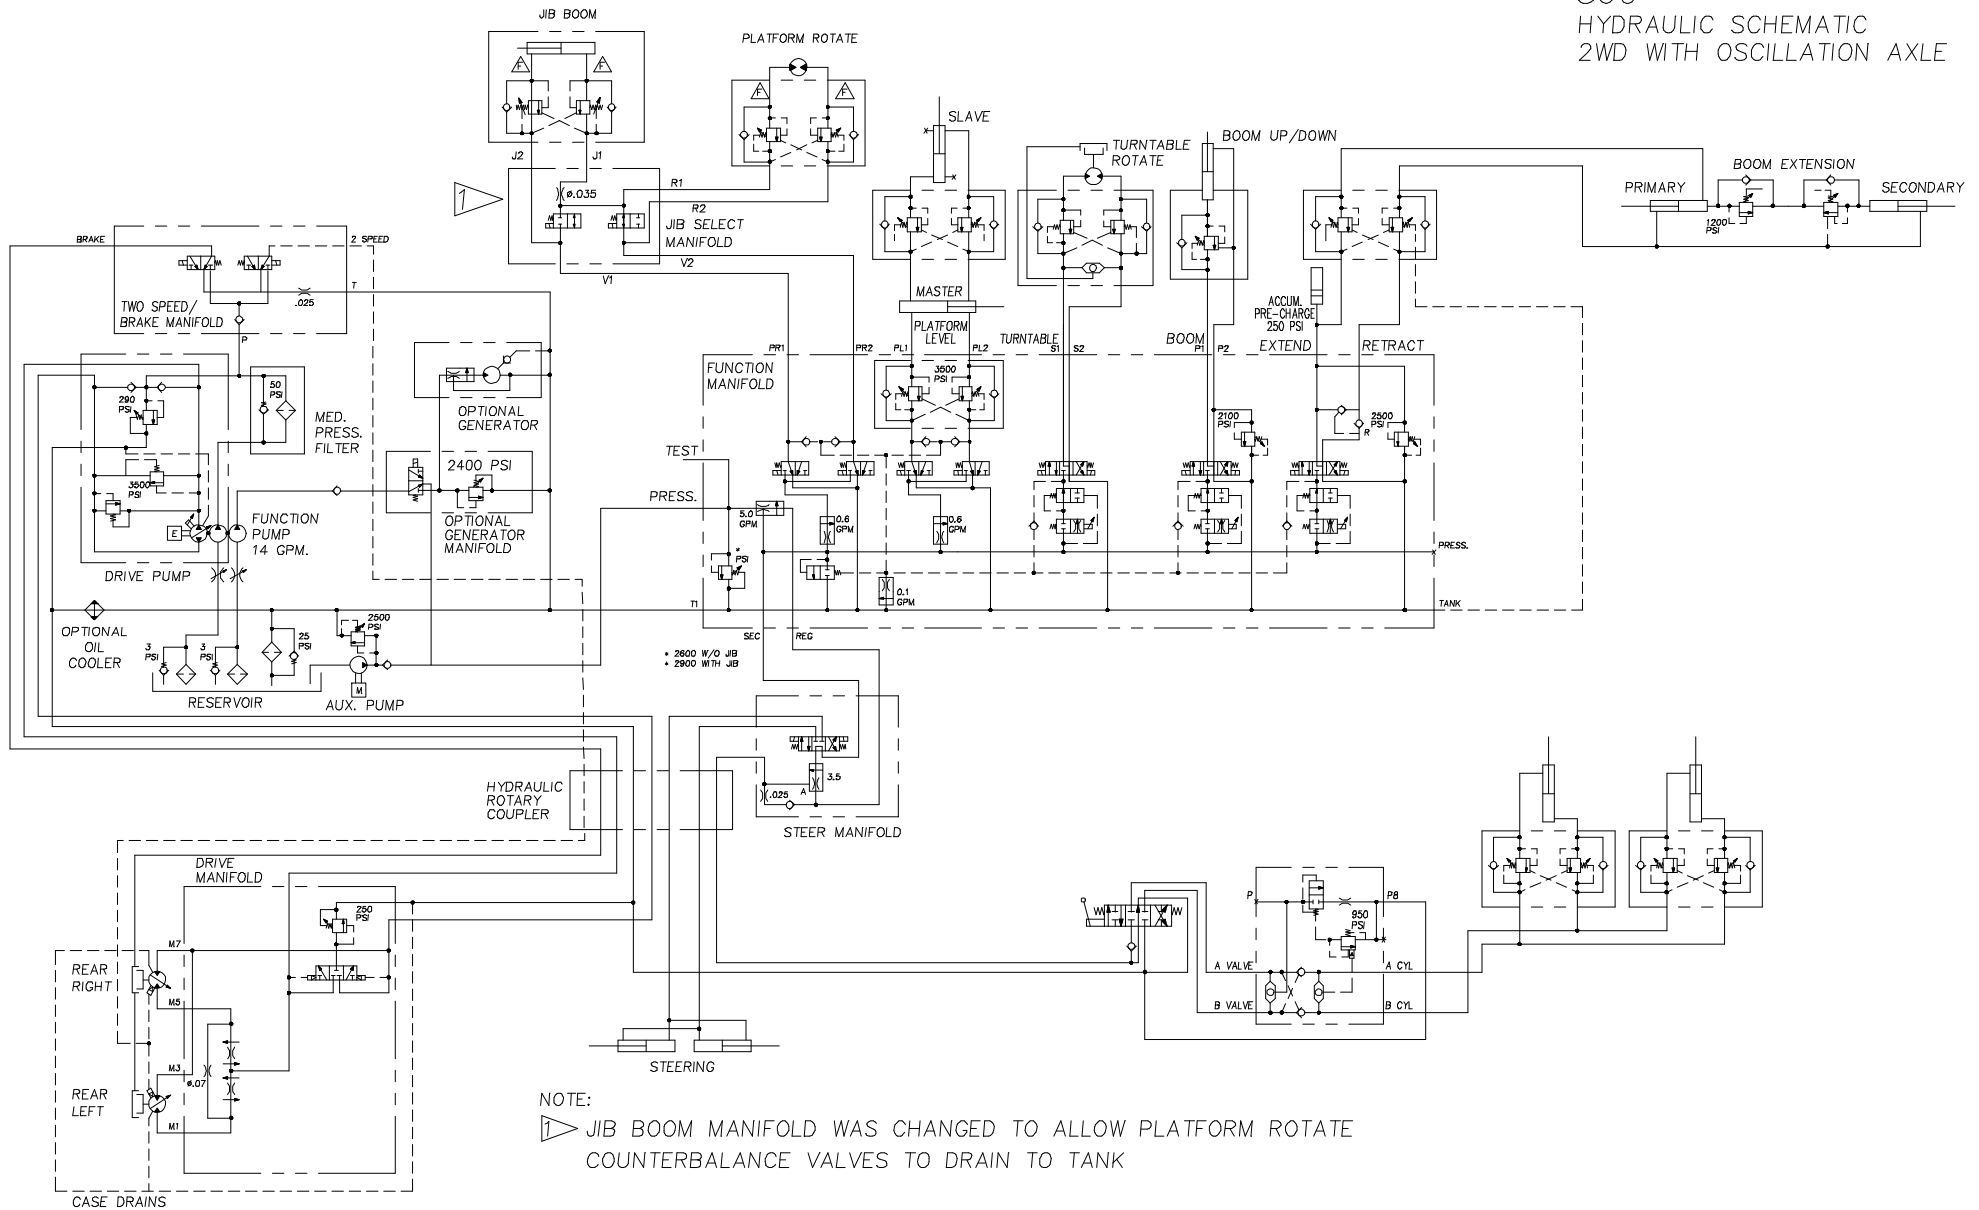 HYDRAULIC SCHEMATIC
2WD WITH OSCILLATION AXLE
JIB BOOM
F
F
J2
J1
PLATFORM ROTATE
F
F
1
Ø.035
R1
R2
JIB SELECT
MANIFOLD
V2
V1
SLAVE
MASTER
PLATFORM
LEVEL
TURNTABLE
ROTATE
BOOM UP/DOWN
BOOM EXTENSION
PRIMARY
SECONDARY
1200
PSI
ACCUM.
PRE-CHARGE
250 PSI
BRAKE
2 SPEED
T
.025
TWO SPEED/
BRAKE MANIFOLD
P
290
PSI
3500
PSI
50
PSI
MED.
PRESS.
FILTER
E
FUNCTION
PUMP
14 GPM.
DRIVE PUMP
OPTIONAL
GENERATOR
2400 PSI
OPTIONAL
GENERATOR
MANIFOLD
OPTIONAL
OIL
COOLER
3
PSI
3
PSI
25
PSI
2500
PSI
M
RESERVOIR
AUX. PUMP
PR1
PR2
PL1
PL2
TURNTABLE
S1
S2
BOOM
P1
P2
EXTEND
RETRACT
FUNCTION
MANIFOLD
3500
PSI
2100
PSI
R
2500
PSI
TEST
PRESS.
5.0
GPM
0.6
GPM
0.6
GPM
*
PSI
0.1
GPM
PRESS.
T1
TANK
SEC
REG
* 2600 W/O JIB
* 2900 WITH JIB
3.5
.025
A
STEER MANIFOLD
HYDRAULIC
ROTARY
COUPLER
DRIVE
MANIFOLD
250
PSI
M7
REAR
RIGHT
M5
M3
Ø.07
REAR
LEFT
M1
CASE DRAINS
STEERING
P
P8
950
PSI
A VALVE
A CYL
B VALVE
B CYL
NOTE:
1 JIB BOOM MANIFOLD WAS CHANGED TO ALLOW PLATFORM ROTATE
COUNTERBALANCE VALVES TO DRAIN TO TANK